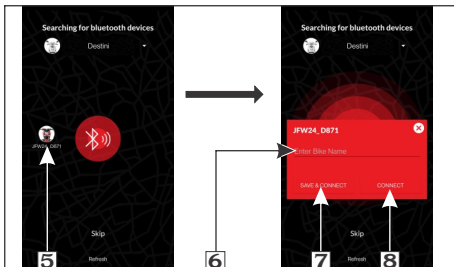 Searching for bluetooth devices
Destini
JFW24_D871
Skip
Refresh
5
6
Searching for bluetooth devices
Destini
JFW24_D871
Enter Bike Name
SAVE & CONNECT
CONNECT
Skip
Refresh
7
8